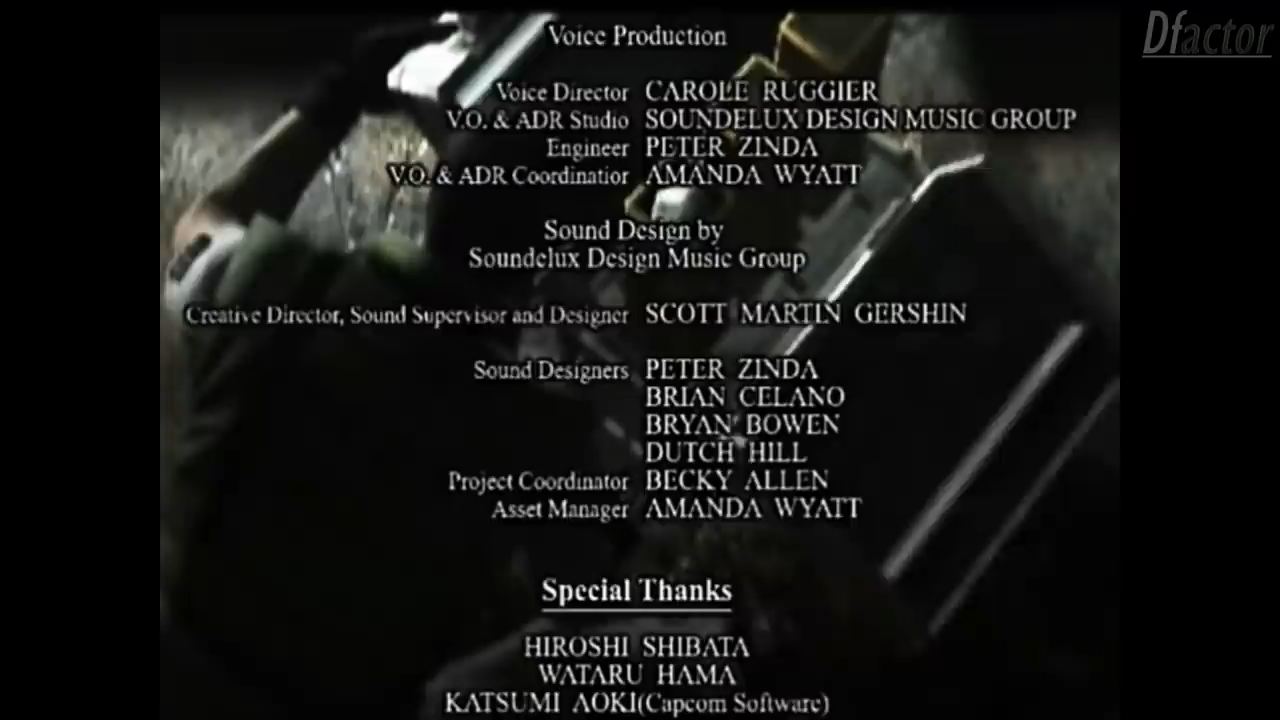 Dfactor
Voice Production
Voice Director CAROLE RUGGIER
V.O. & ADR Studio SOUNDELUX DESIGN MUSIC GROUP
Engineer PETER ZINDA
V.O. & ADR Coordinatior AMANDA WYATT
Sound Design by
Soundelux Design Music Group
Creative Director, Sound Supervisor and Designer SCOTT MARTIN GERSHIN
Sound Designers PETER ZINDA
BRIAN CELANO
BRYAN BOWEN
DUTCH HILL
Project Coordinator BECKY ALLEN
Asset Manager AMANDA WYATT
Special Thanks
HIROSHI SHIBATA
WATARU HAMA
KATSUMI AOKI(Capcom Software)